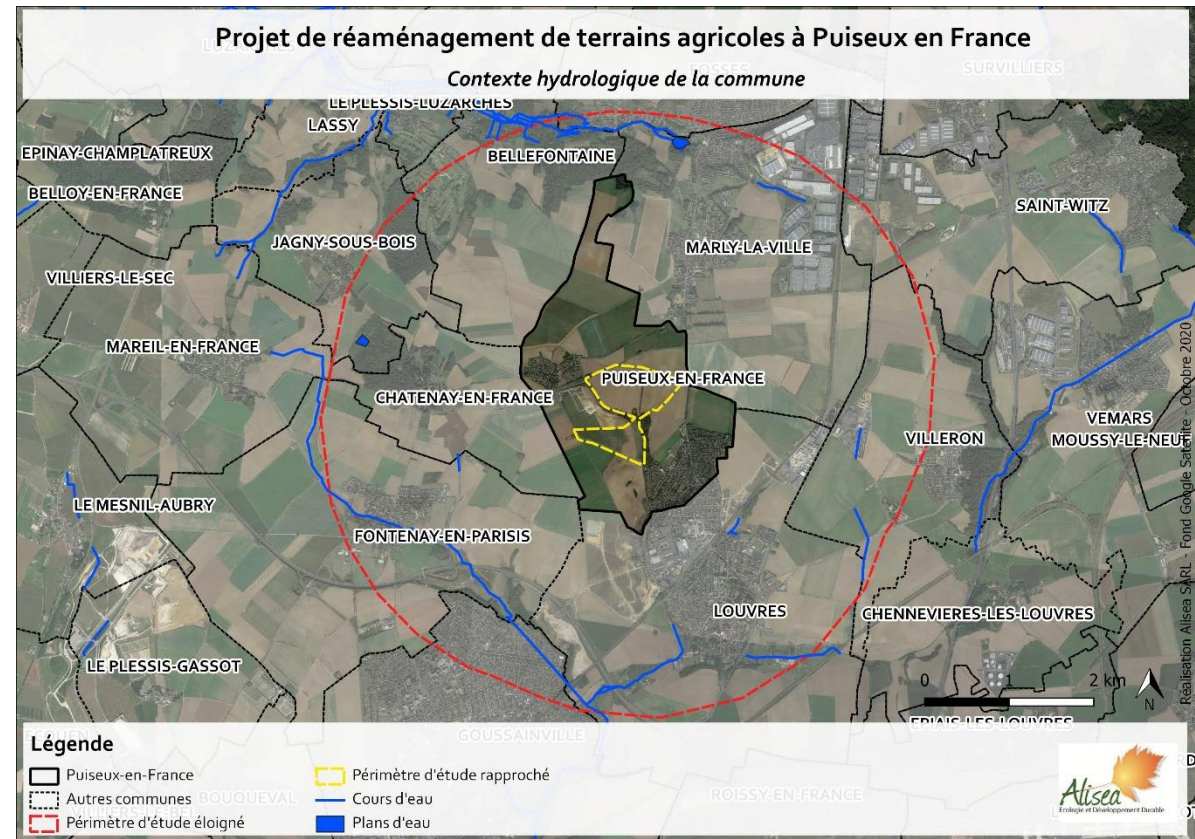 Projet de réaménagement de terrains agricoles à Puiseux en France
Contexte hydrologique de la commune
SURVILLIERS
LE PLESSIS-LUZARCHES
LASSY
EPINAY-CHAMPLATREUX
BELLEFONTAINE
BELLOY-EN-FRANCE
SAINT-WITZ
JAGNY-SOUS-BOIS
MARLY-LA-VILLE
VILLIERS-LE-SEC
MAREIL-EN-FRANCE
PUISEUX-EN-FRANCE
CHATENAY-EN-FRANCE
VEMARS
VILLERON
MOUSSY-LE-NEUF
LE MESNIL-AUBRY
FONTENAY-EN-PARISIS
LOUVRES
CHENNEVIERES-LES-LOUVRES
LE PLESSIS-GASSOT
0 1 2 km
N
EPIAIS-LES-LOUVRES
GOUSSAINVILLE
BOUQUEVAL
ROISSY-EN-FRANCE
Réalisation Alisea SARL - Fond Google Satellite - Octobre 2020
Légende
Puiseux-en-France
Autres communes
Périmètre d'étude éloigné
Périmètre d'étude rapproché
Cours d'eau
Plans d'eau
Alisea
Ecologie et Développement Durable